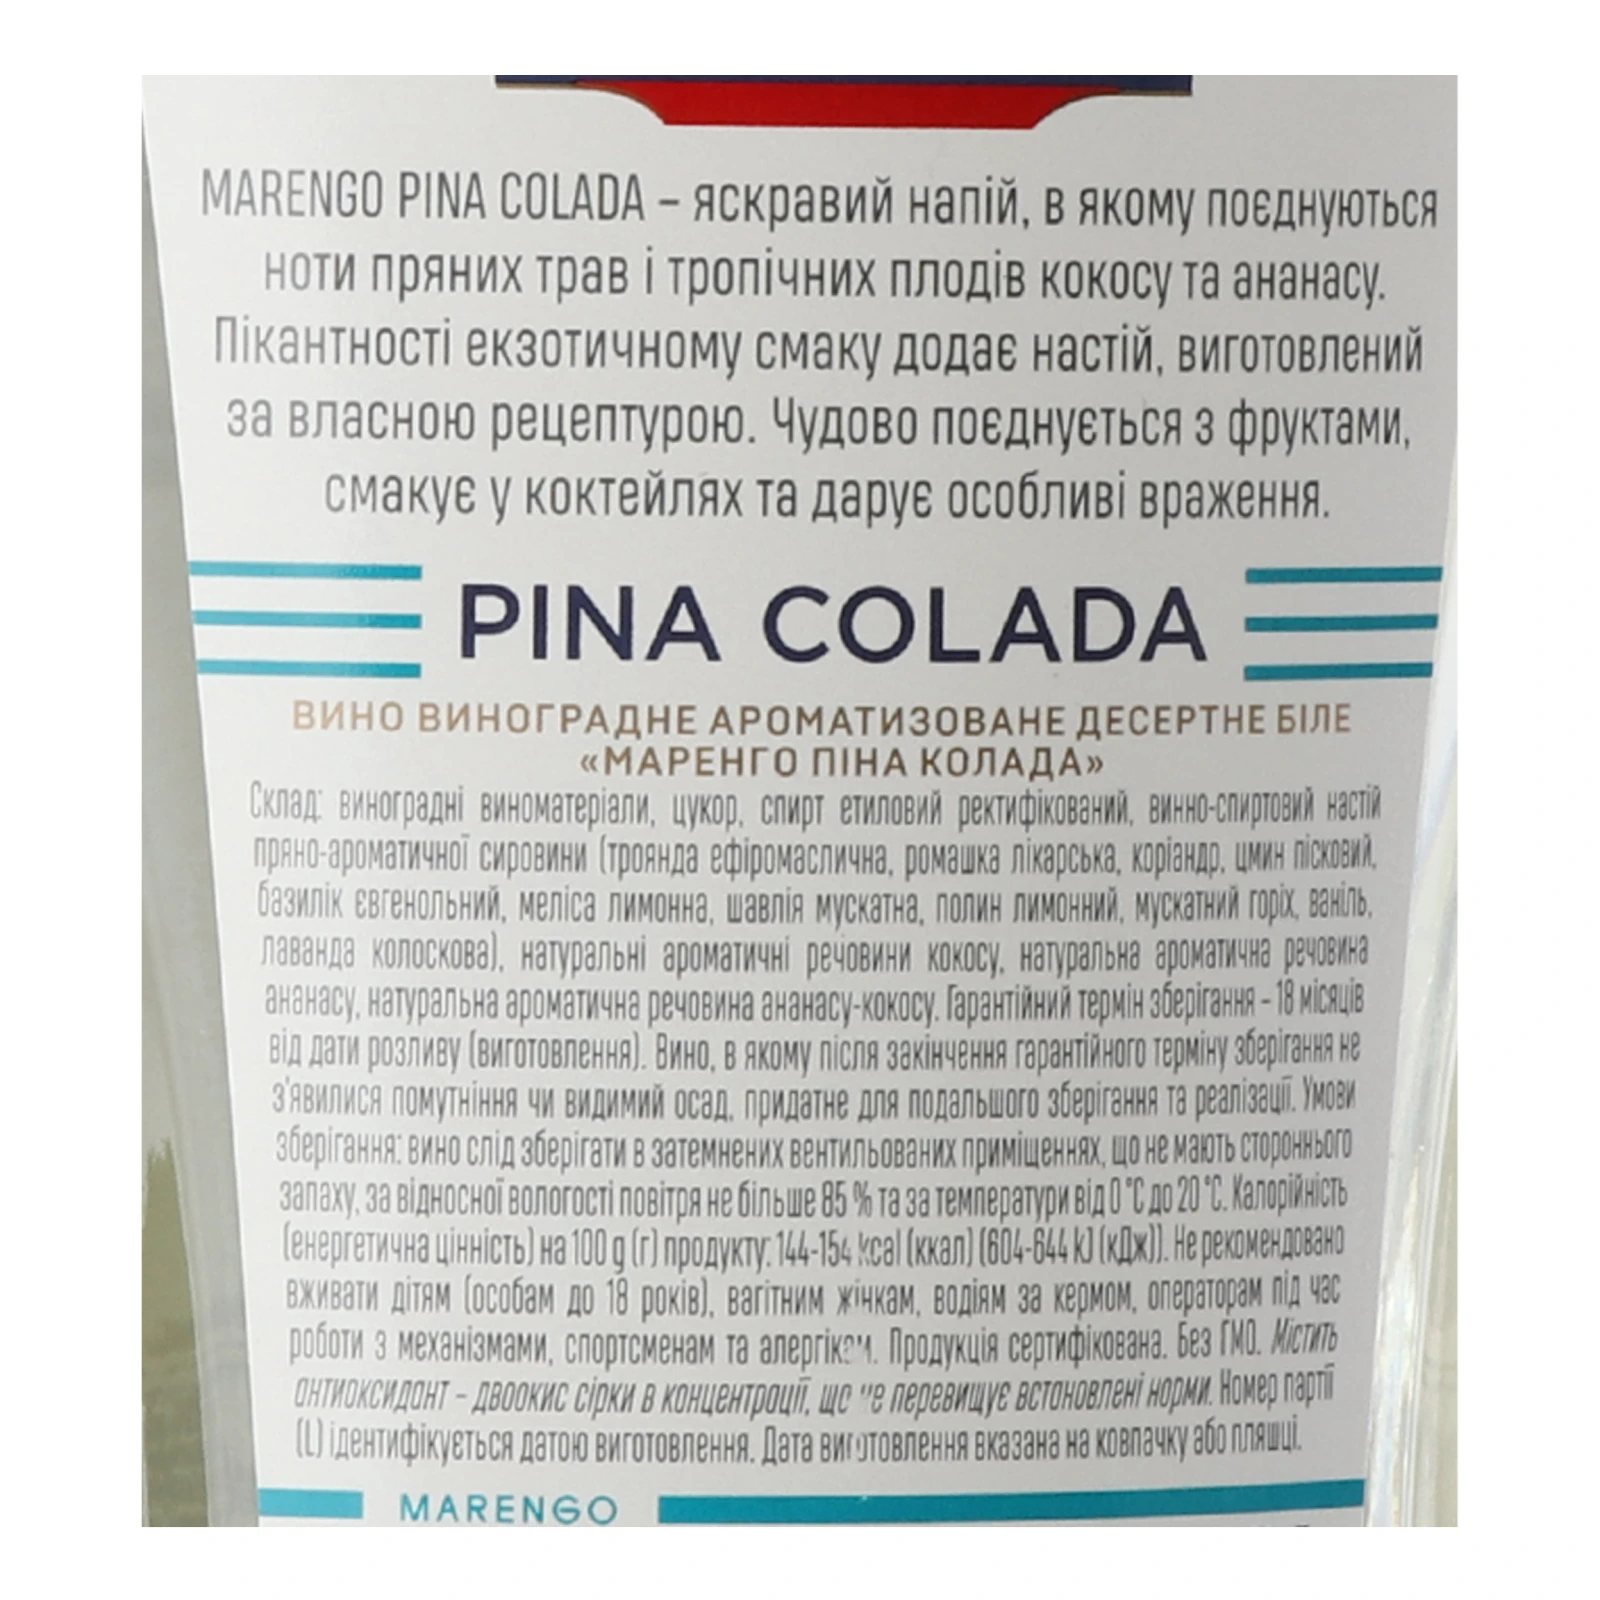 MARENGO PINA COLADA – яскравий напій, в якому поєднуються
ноти пряних трав і тропічних плодів кокосу та ананасу.
Пікантності екзотичному смаку додає настій, виготовлений
за власною рецептурою. Чудово поєднується з фруктами,
смакує у коктейлях та дарує особливі враження.
PINA COLADA
ВИНО ВИНОГРАДНЕ АРОМАТИЗОВАНЕ ДЕСЕРТНЕ БІЛЕ
«МАРЕНГО ПІНА КОЛАДА»
Склад: виноградні виноматеріали, цукор, спирт етиловий ректифікований, винно-спиртовий настій
пряно-ароматичної сировини (троянда ефіромаслична, ромашка лікарська, коріандр, цмин пісковий,
базилік євгенольний, меліса лимонна, шавлія мускатна, полин лимонний, мускатний горіх, ваніль,
лаванда колоскова), натуральні ароматичні речовини кокосу, натуральна ароматична речовина
ананасу, натуральна ароматична речовина ананасу-кокосу. Гарантійний термін зберігання – 18 місяців
від дати розливу (виготовлення). Вино, в якому після закінчення гарантійного терміну зберігання не
з'явилися помутніння чи видимий осад, придатне для подальшого зберігання та реалізації. Умови
зберігання: вино слід зберігати в затемнених вентильованих приміщеннях, що не мають стороннього
запаху, за відносної вологості повітря не більше 85 % та за температури від 0 °С до 20 °С. Калорійність
(енергетична цінність) на 100 g (г) продукту: 144-154 kcal (ккал) (604-644 kJ (кДж)). Не рекомендовано
вживати дітям (особам до 18 років), вагітним жінкам, водіям за кермом, операторам під час
роботи з механізмами, спортсменам та алергікам. Продукція сертифікована. Без ГМО. Містить
антиоксидант – двоокис сірки в концентрації, що не перевищує встановлені норми. Номер партії
(L) ідентифікується датою виготовлення. Дата виготовлення вказана на ковпачку або пляшці.
MARENGO